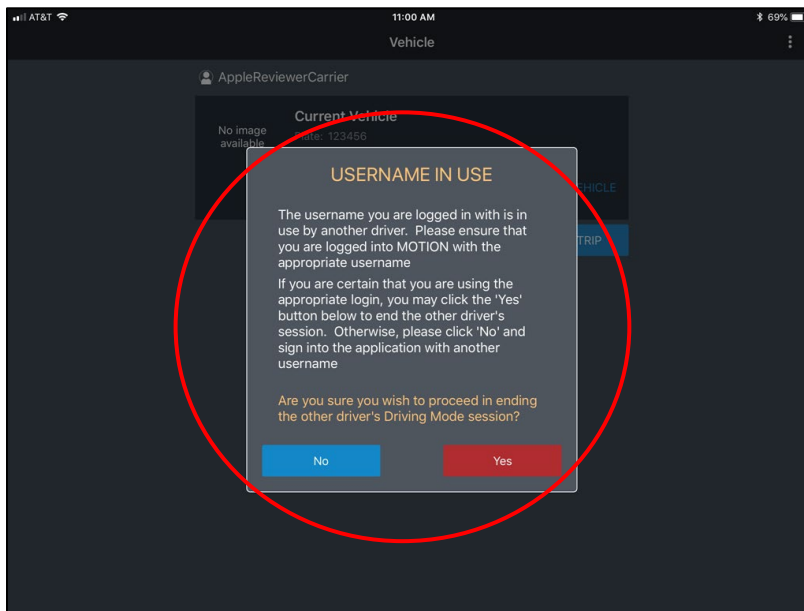 AT&T
11:00 AM
69%
Vehicle
AppleReviewerCarrier
Current Vehicle
No image
available
Plate: 123456
USERNAME IN USE
EHICLE
The username you are logged in with is in
use by another driver. Please ensure that
you are logged into MOTION with the
appropriate username
TRIP
If you are certain that you are using the
appropriate login, you may click the 'Yes'
button below to end the other driver's
session. Otherwise, please click 'No' and
sign into the application with another
username
Are you sure you wish to proceed in ending
the other driver's Driving Mode session?
No
Yes